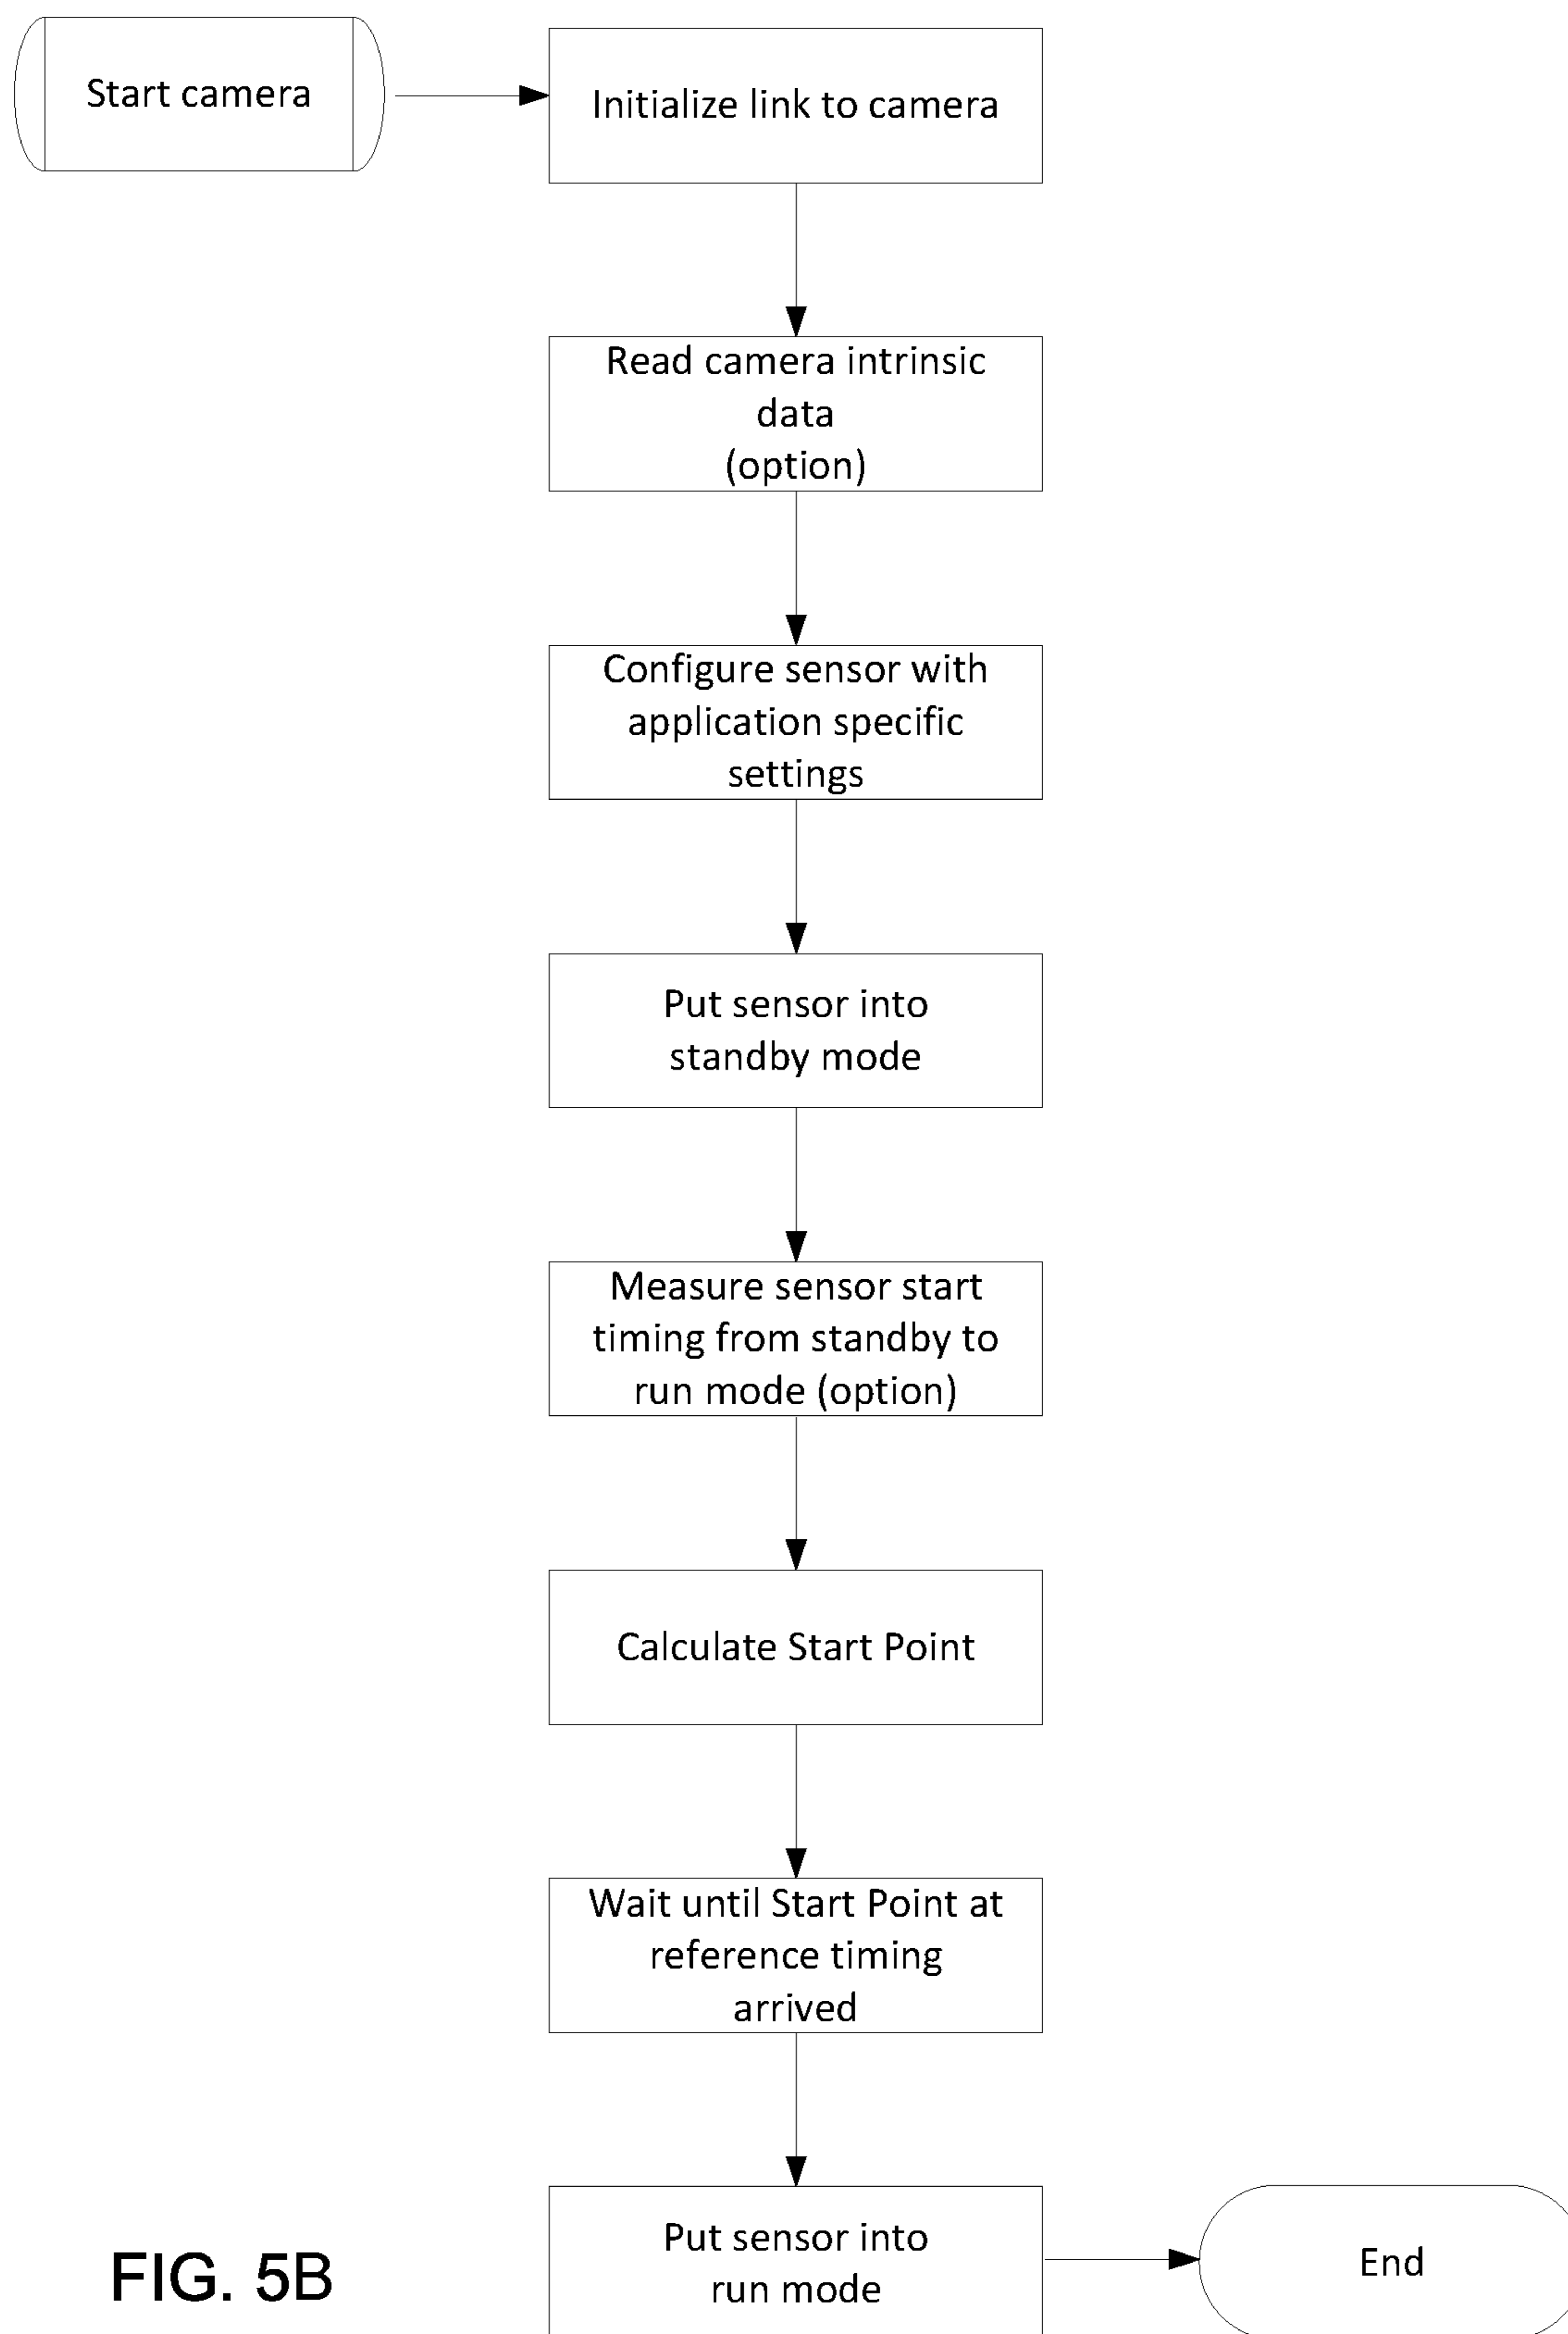 Start camera
Initialize link to camera
Read camera intrinsic
data
(option)
Configure sensor with
application specific
settings
Put sensor into
standby mode
Measure sensor start
timing from standby to
run mode (option)
Calculate Start Point
Wait until Start Point at
reference timing
arrived
Put sensor into
run mode
End
FIG. 5B